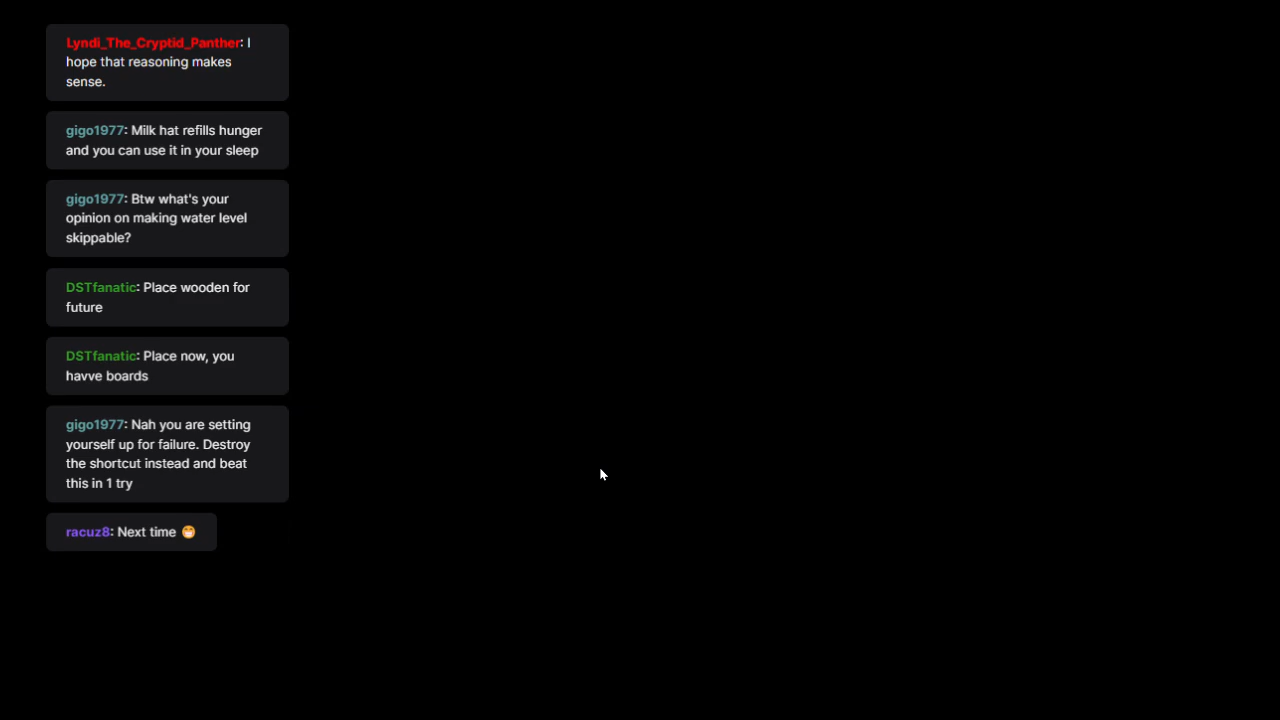 Lyndi_The_Cryptid_Panther: I
hope that reasoning makes
sense.
gigo1977: Milk hat refills hunger
and you can use it in your sleep
gigo1977: Btw what's your
opinion on making water level
skippable?
DSTfanatic: Place wooden for
future
DSTfanatic: Place now, you
havve boards
gigo1977: Nah you are setting
yourself up for failure. Destroy
the shortcut instead and beat
this in 1 try
racuz8: Next time 😁